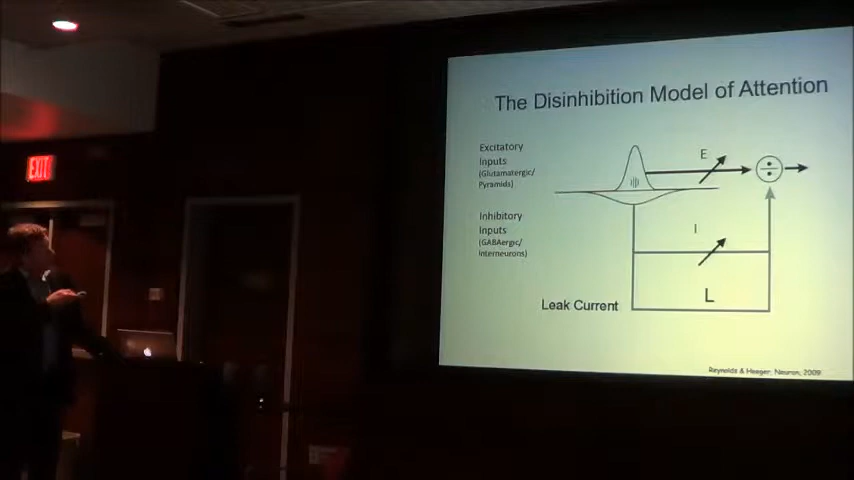 The Disinhibition Model of Attention
Excitatory
Inputs
(Glutamatergic/
Pyramids)
E
Inhibitory
Inputs
(GABAergic/
Interneurons)
I
Leak Current
L
Reynolds & Heeger, Neuron, 2009
EXIT